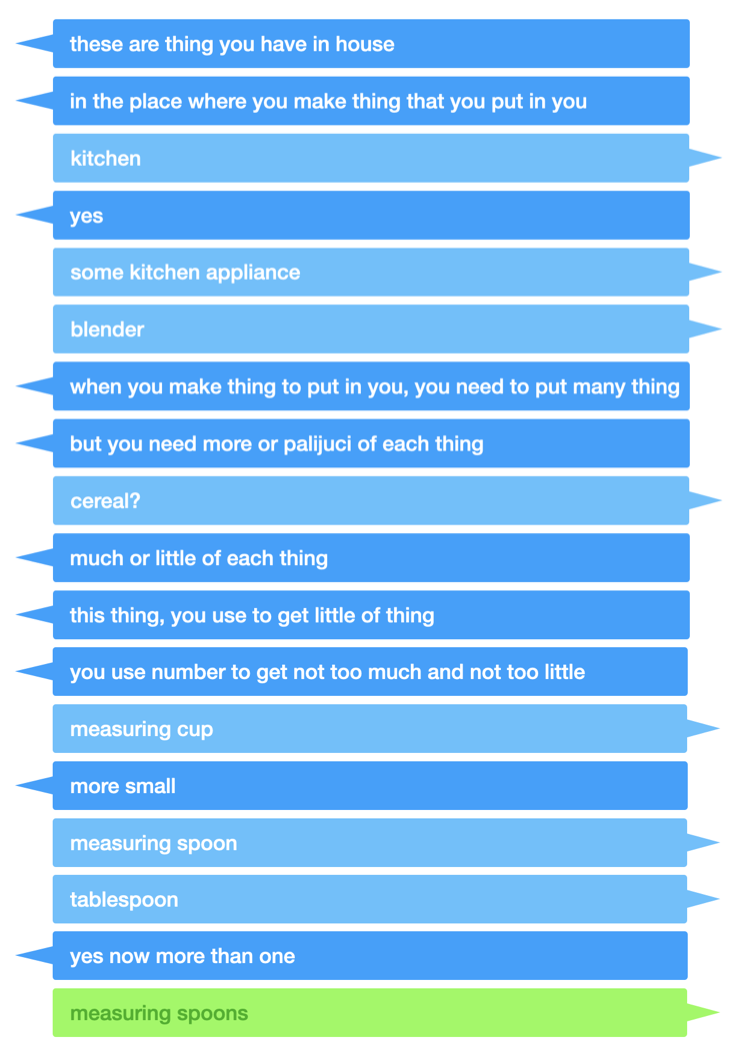 these are thing you have in house
in the place where you make thing that you put in you
kitchen
yes
some kitchen appliance
blender
when you make thing to put in you, you need to put many thing
but you need more or palijuci of each thing
cereal?
much or little of each thing
this thing, you use to get little of thing
you use number to get not too much and not too little
measuring cup
more small
measuring spoon
tablespoon
yes now more than one
measuring spoons